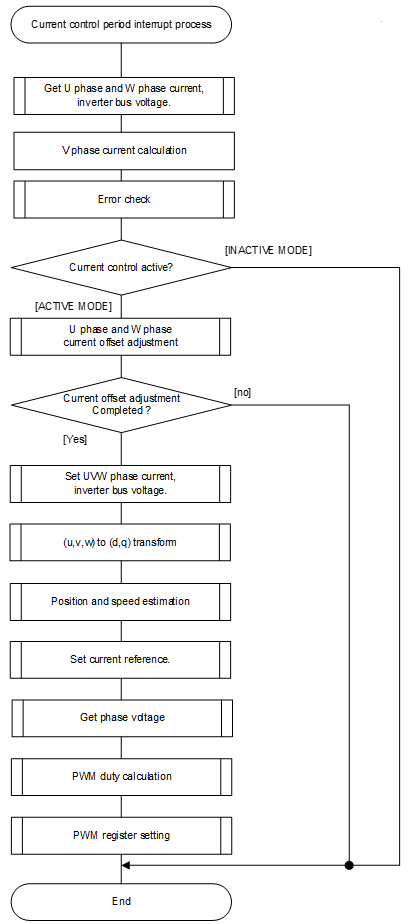 Current control period interrupt process
Get U phase and W phase current,
inverter bus voltage.
V phase current calculation
Error check
[INACTIVE MODE]
Current control active?
[ACTIVE MODE]
U phase and W phase
current offset adjustment
[no]
Current offset adjustment
Completed ?
[Yes]
Set UVW phase current,
inverter bus voltage.
(u,v,w) to (d,q) transform
Position and speed estimation
Set current reference.
Get phase voltage
PWM duty calculation
PWM register setting
End